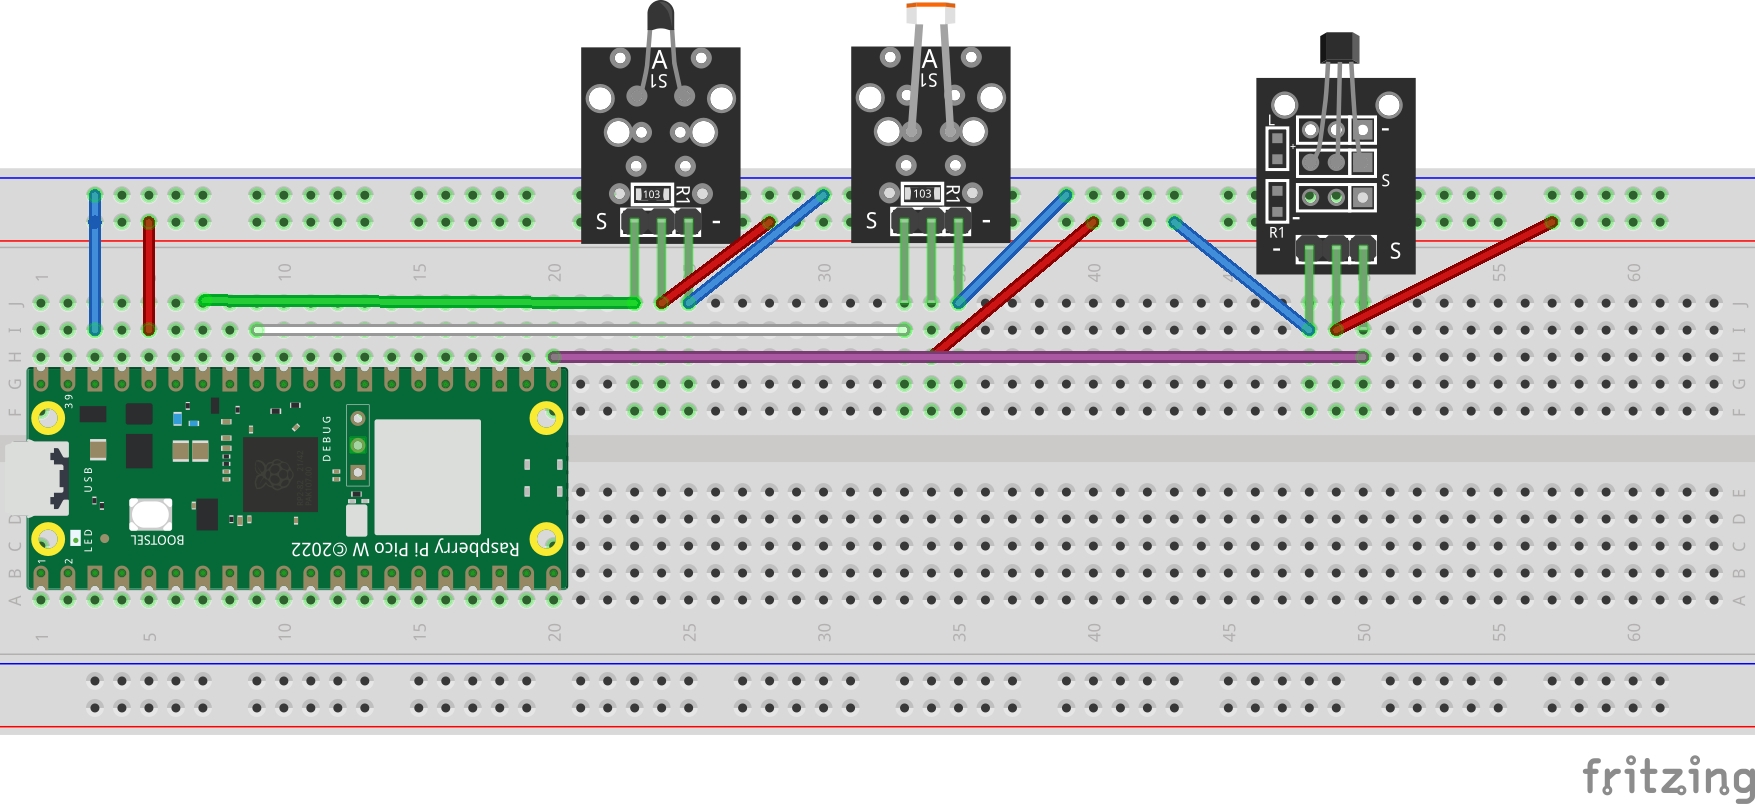 A
S1
103
R1
S
-
A
S1
103
R1
S
-
L
-
+
S
-
R1
-
S
1
5
10
15
20
25
30
35
40
45
50
55
60
J
I
H
G
F
J
I
H
G
F
39
DEBUG
USB
BOOTSEL
LED
1
2
Raspberry Pi Pico W ©2022
D
C
B
A
E
D
C
B
A
1
5
10
15
20
25
30
35
40
45
50
55
60
fritzing